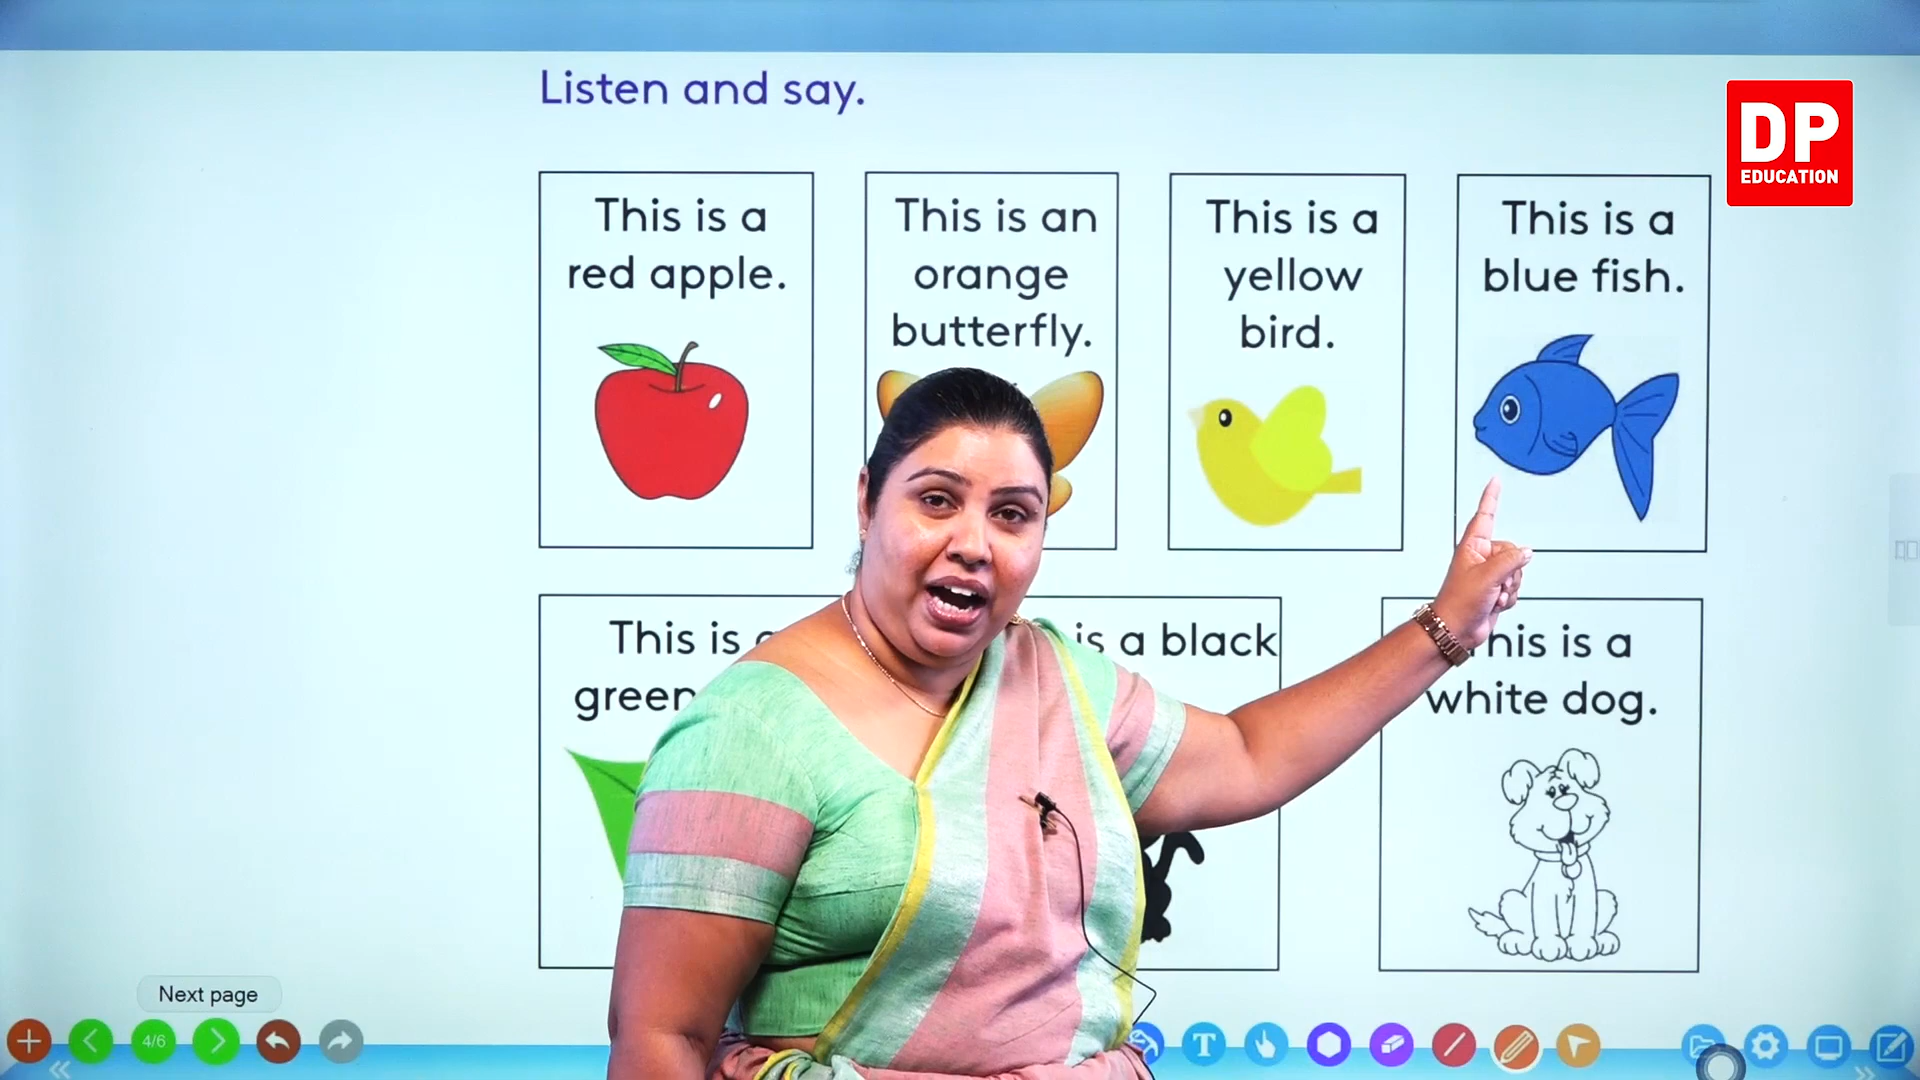 Listen and say.
DP
EDUCATION
This is a
red apple.
This is an
orange
butterfly.
This is a
yellow
bird.
This is a
blue fish.
This is
green
is a black
This is a
white dog.
Next page
4/6
T